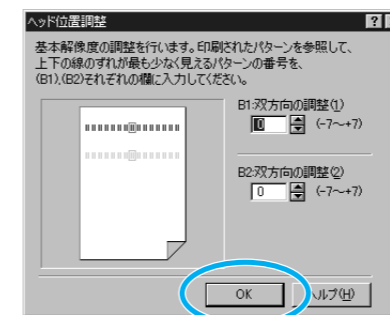 ヘッド位置調整
基本解像度の調整を行います。印刷されたパターンを参照して、
上下の線のずれが最も少なく見えるパターンの番号を、
(B1),(B2)それぞれの欄に入力してください。
B1:双方向の調整(1)
0 (-7～+7)
B2:双方向の調整(2)
0 (-7～+7)
OK
ヘルプ(H)